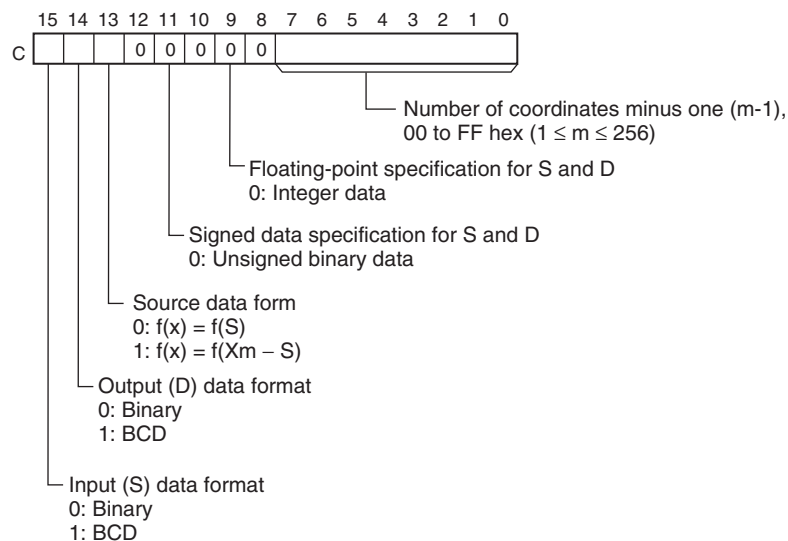 15 14 13 12 11 10 9 8 7 6 5 4 3 2 1 0
C 0 0 0 0 0
Number of coordinates minus one (m-1),
00 to FF hex (1 ≤ m ≤ 256)
Floating-point specification for S and D
0: Integer data
Signed data specification for S and D
0: Unsigned binary data
Source data form
0: f(x) = f(S)
1: f(x) = f(Xm − S)
Output (D) data format
0: Binary
1: BCD
Input (S) data format
0: Binary
1: BCD